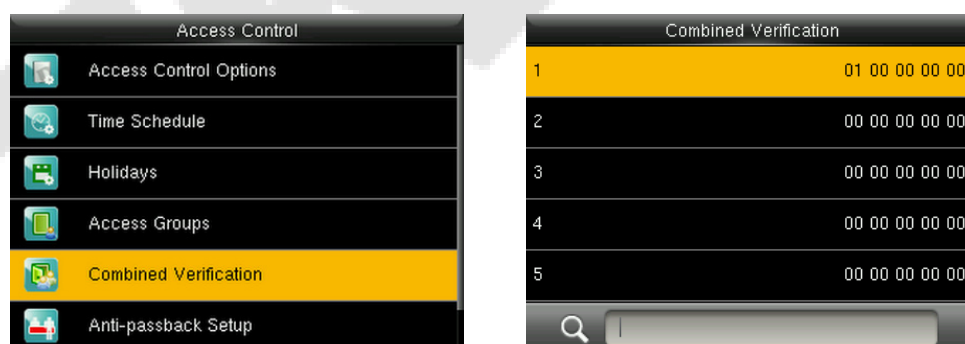 Access Control
Access Control Options
Time Schedule
Holidays
Access Groups
Combined Verification
Anti-passback Setup
Combined Verification
1 01 00 00 00 00
2 00 00 00 00 00
3 00 00 00 00 00
4 00 00 00 00 00
5 00 00 00 00 00